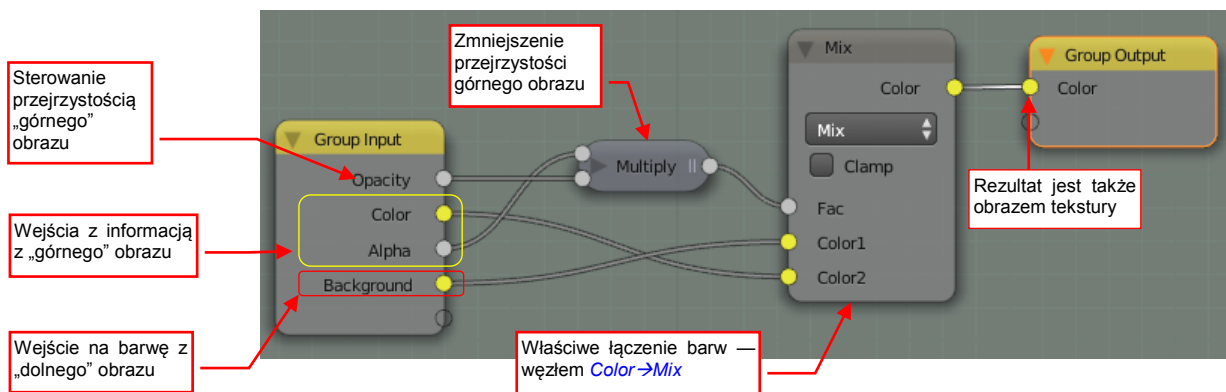 Sterowanie
przejrzystością
„górnego”
obrazu
Wejścia z informacją
z „górnego” obrazu
Wejście na barwę z
„dolnego” obrazu
Group Input
Opacity
Color
Alpha
Background
Zmniejszenie
przejrzystości
górnego obrazu
Multiply
Mix
Color
Mix
Clamp
Fac
Color1
Color2
Właściwe łączenie barw —
węzłem Color→Mix
Group Output
Color
Rezultat jest także
obrazem tekstury